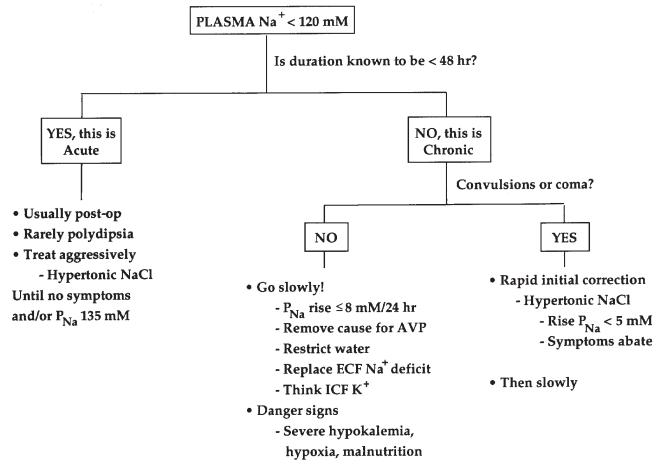 PLASMA Na⁺ < 120 mM
Is duration known to be < 48 hr?
YES, this is
Acute
NO, this is
Chronic
• Usually post-op
• Rarely polydipsia
• Treat aggressively
- Hypertonic NaCl
Until no symptoms
and/or P_Na 135 mM
Convulsions or coma?
NO
YES
• Go slowly!
- P_Na rise ≤ 8 mM/24 hr
- Remove cause for AVP
- Restrict water
- Replace ECF Na⁺ deficit
- Think ICF K⁺
• Danger signs
- Severe hypokalemia,
hypoxia, malnutrition
• Rapid initial correction
- Hypertonic NaCl
- Rise P_Na < 5 mM
- Symptoms abate
• Then slowly